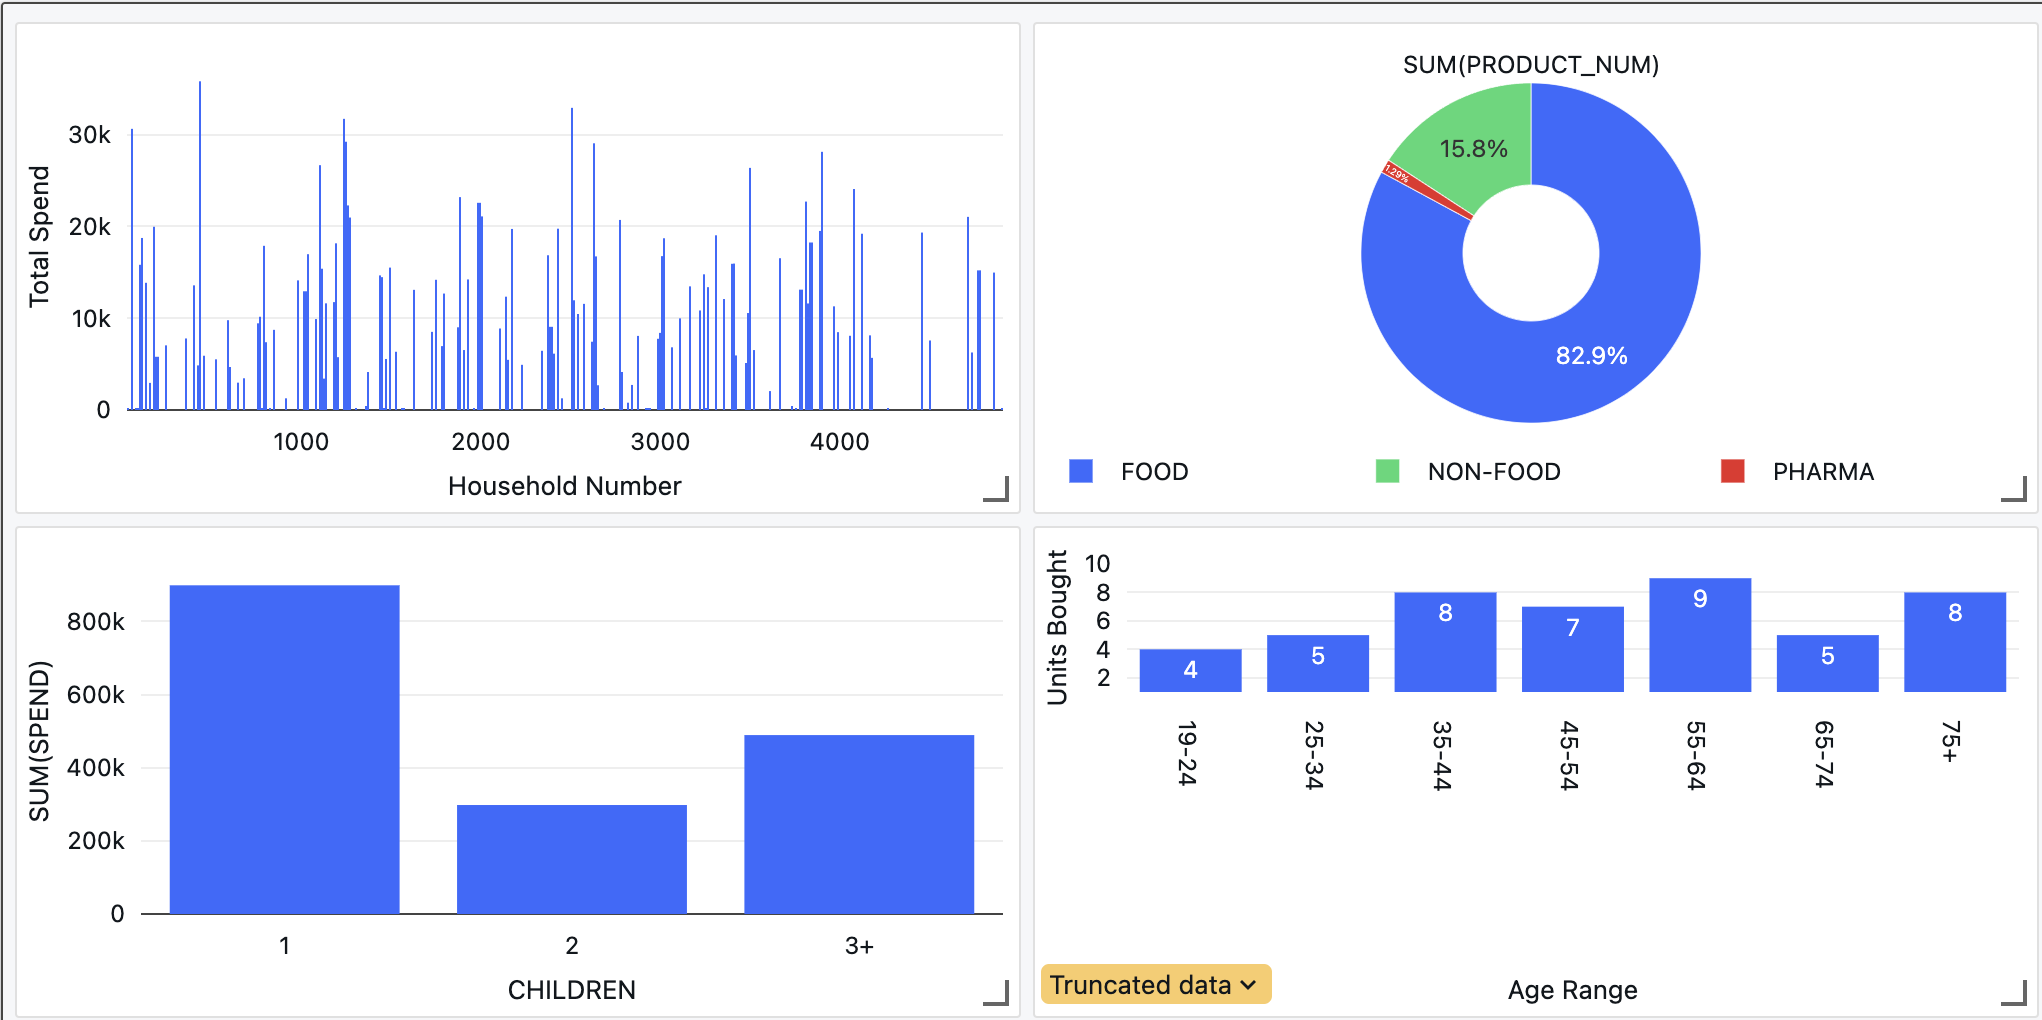 Total Spend
30k
20k
10k
0
1000 2000 3000 4000
Household Number
SUM(PRODUCT_NUM)
15.8%
1.29%
82.9%
FOOD NON-FOOD PHARMA
SUM(SPEND)
800k
600k
400k
200k
0
1 2 3+
CHILDREN
Units Bought
10
8
6
4
2
4 5 8 7 9 5 8
19-24 25-34 35-44 45-54 55-64 65-74 75+
Truncated data
Age Range